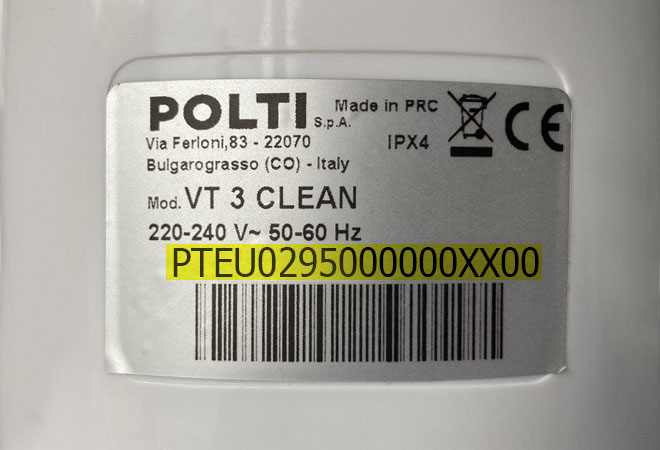 POLTI S.p.A. Made in PRC
Via Ferloni,83 - 22070 IPX4
Bulgarograsso (CO) - Italy
CE
Mod. VT 3 CLEAN
220-240 V~ 50-60 Hz
PTEU0295000000XX00